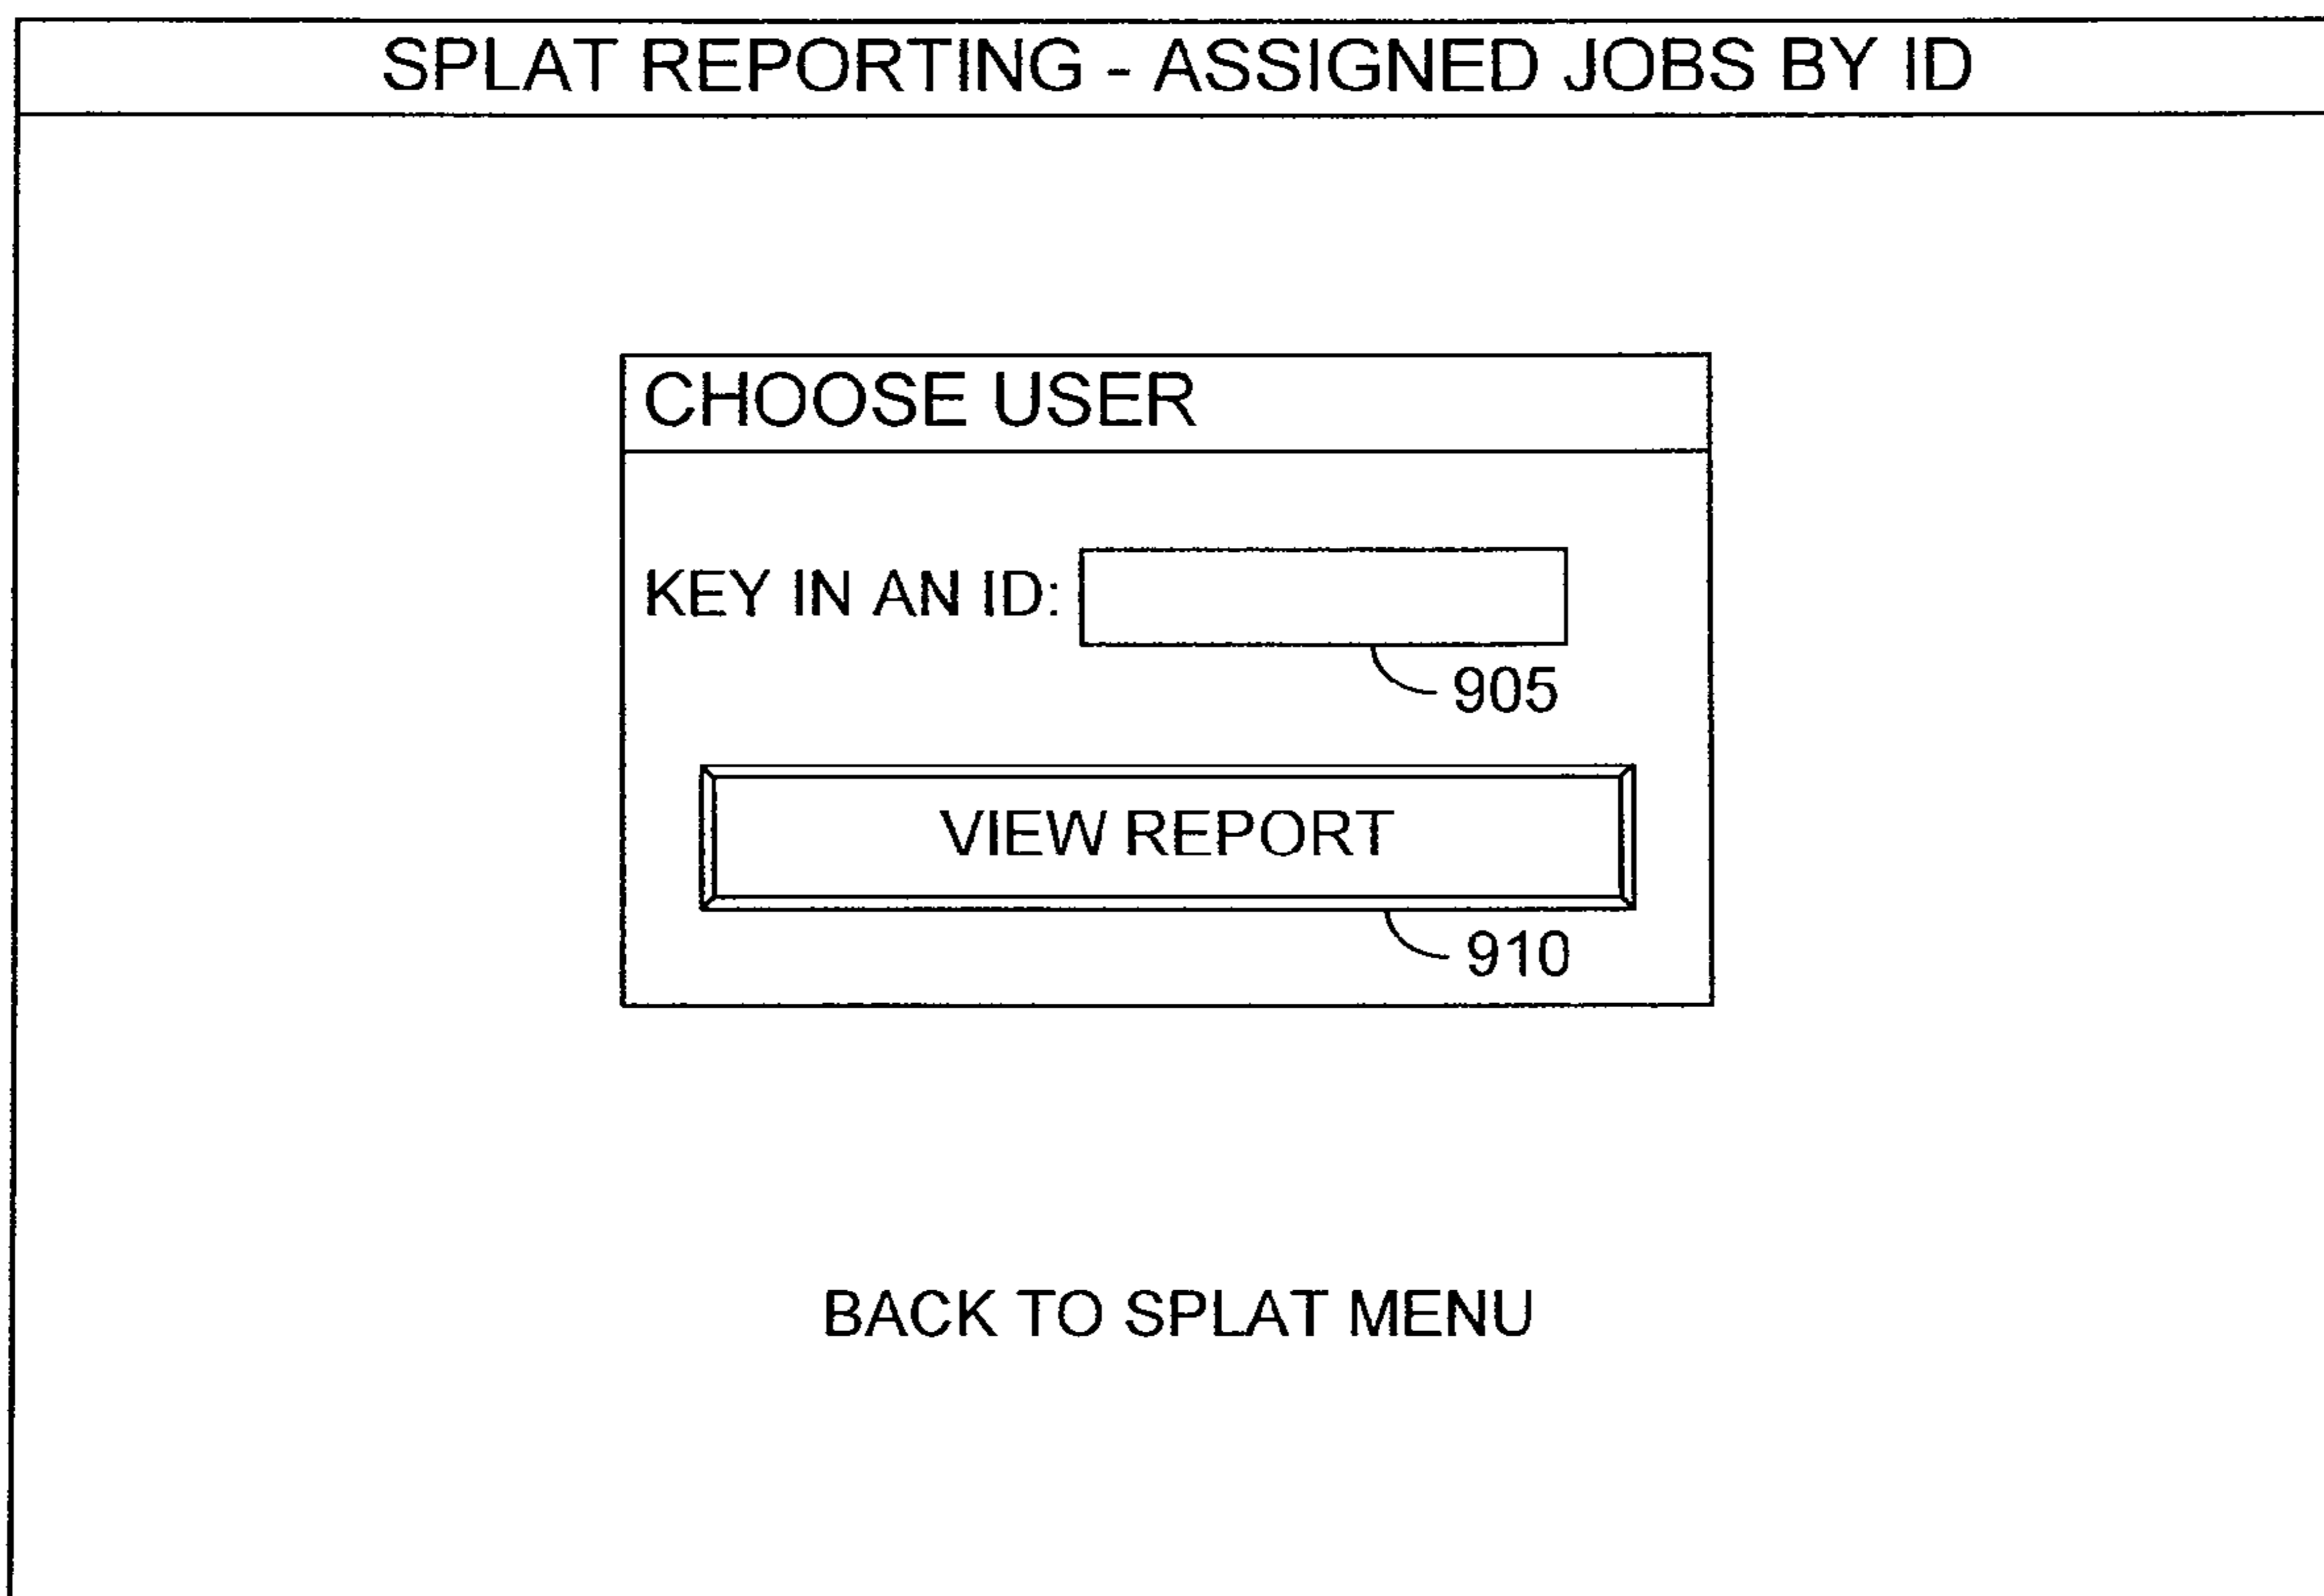 SPLAT REPORTING - ASSIGNED JOBS BY ID
CHOOSE USER
KEY IN AN ID:
905
VIEW REPORT
910
BACK TO SPLAT MENU